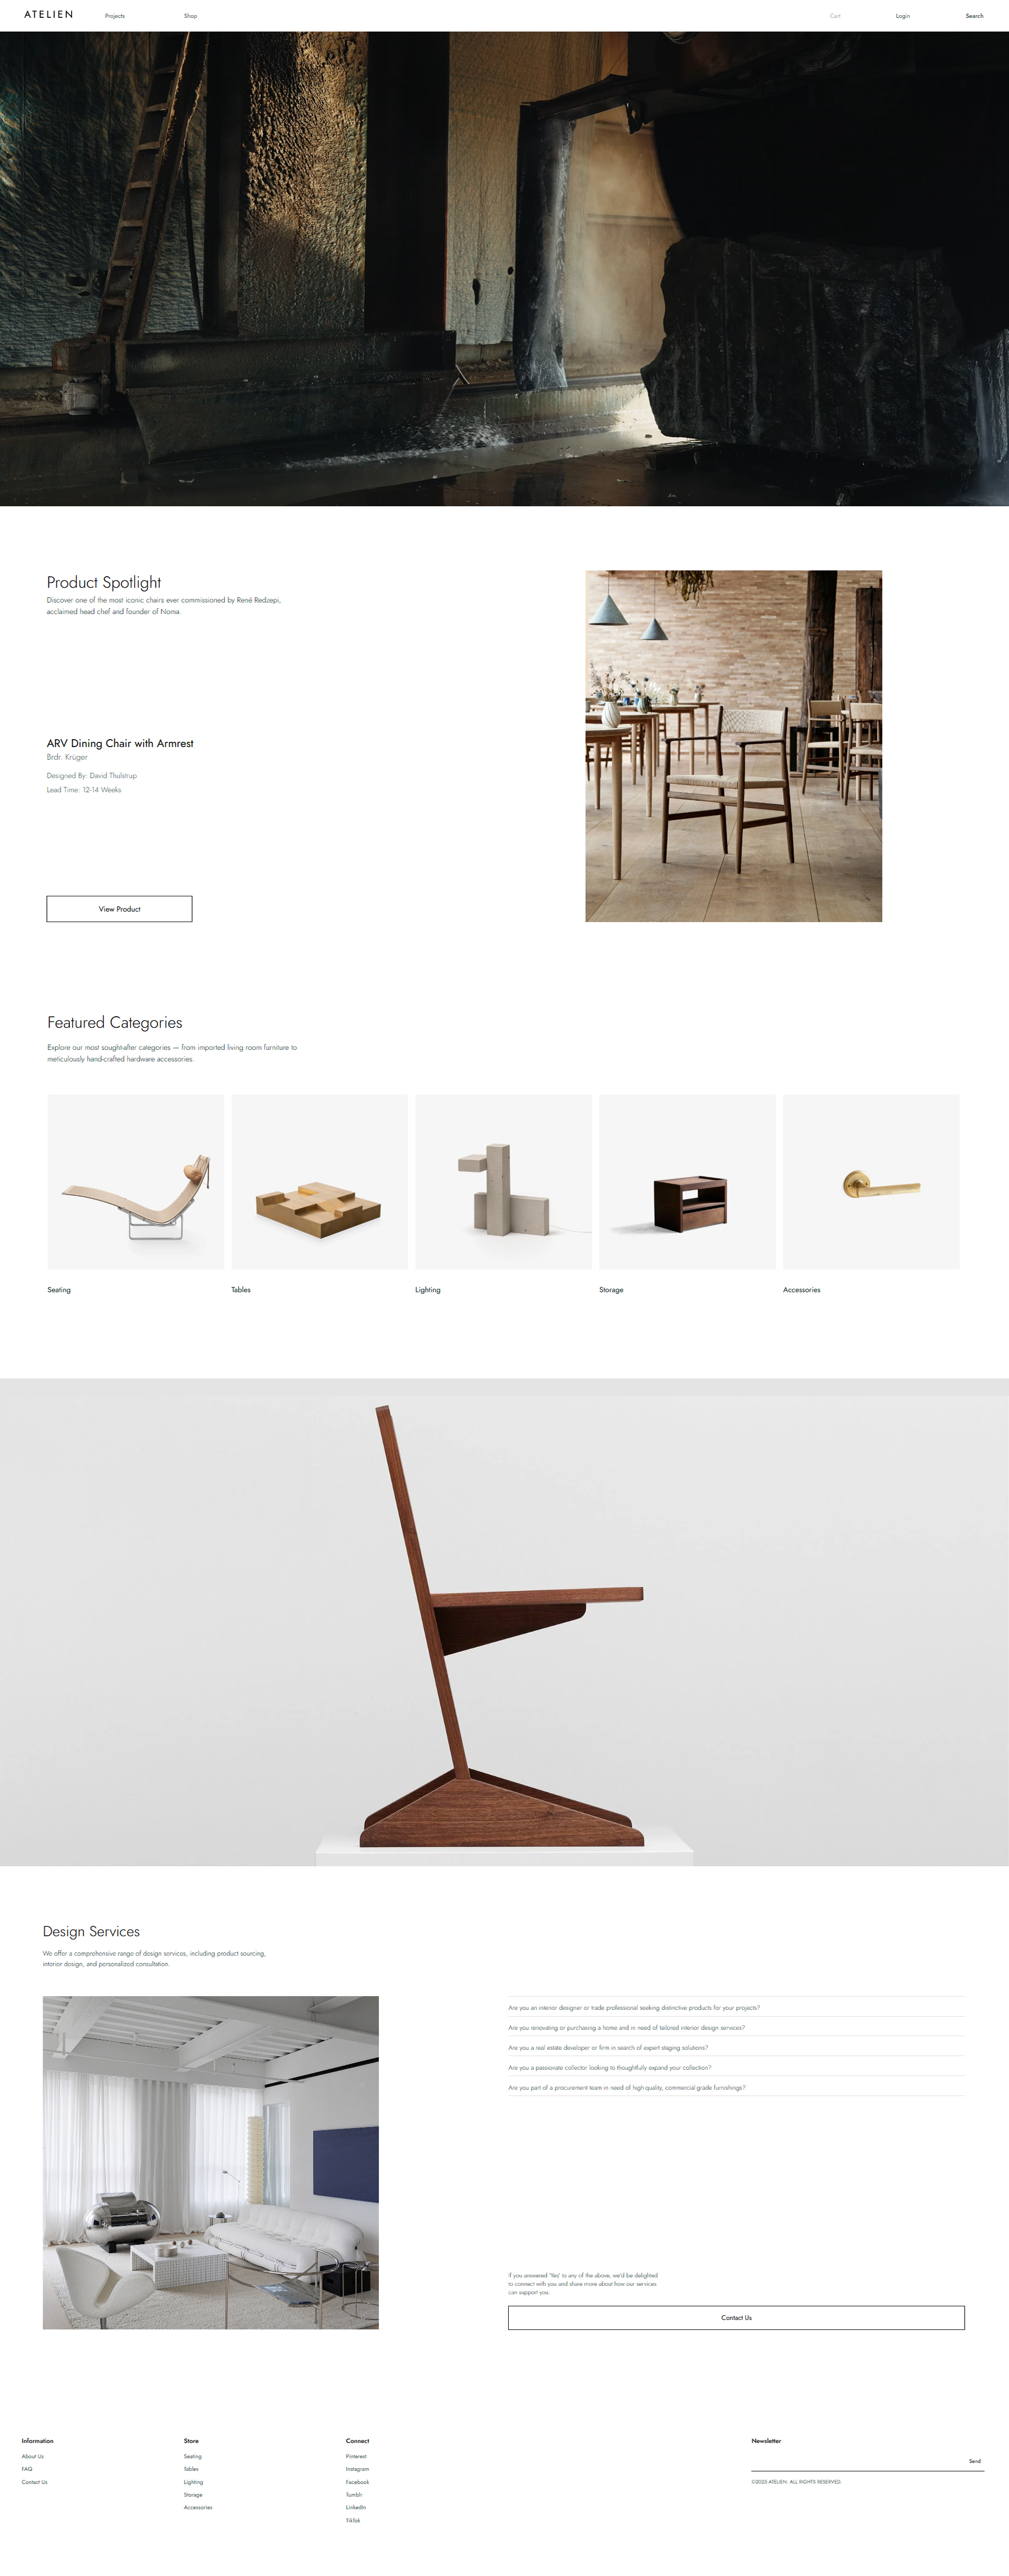 ATELIEN
Projects
Shop
Cart
Login
Search
Product Spotlight
Discover one of the most iconic chairs ever commissioned by René Redzepi,
acclaimed head chef and founder of Noma.
ARV Dining Chair with Armrest
Brdr. Krüger
Designed By: David Thulstrup
Lead Time: 12-14 Weeks
View Product
Featured Categories
Explore our most sought-after categories — from imported living room furniture to
meticulously hand-crafted hardware accessories.
Seating
Tables
Lighting
Storage
Accessories
Design Services
We offer a comprehensive range of design services, including product sourcing,
interior design, and personalized consultation.
Are you an interior designer or trade professional seeking distinctive products for your projects?
Are you renovating or purchasing a home and in need of tailored interior design services?
Are you a real estate developer or firm in search of expert staging solutions?
Are you a passionate collector looking to thoughtfully expand your collection?
Are you part of a procurement team in need of high-quality, commercial-grade furnishings?
If you answered 'Yes' to any of the above, we'd be delighted
to connect with you and share more about how our services
can support you.
Contact Us
Information
About Us
FAQ
Contact Us
Store
Seating
Tables
Lighting
Storage
Accessories
Connect
Pinterest
Instagram
Facebook
Tumblr
LinkedIn
TikTok
Newsletter
Send
©2025 ATELIEN. ALL RIGHTS RESERVED.